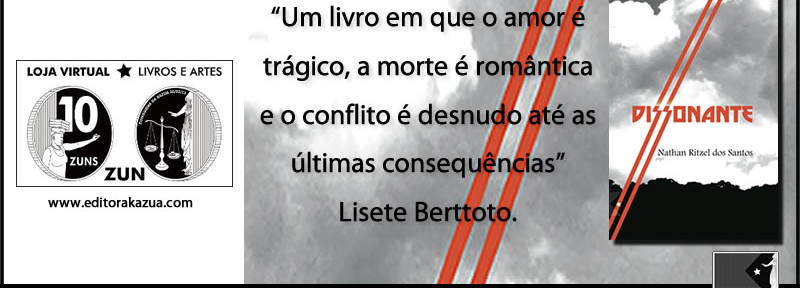 LOJA VIRTUAL ★ LIVROS E ARTES
10
ZUNS
ZUN
www.editorakazua.com
“Um livro em que o amor é
trágico, a morte é romântica
e o conflito é desnudo até as
últimas consequências”
Lisete Berttoto.
DISSONANTE
Nathan Ritzel dos Santos